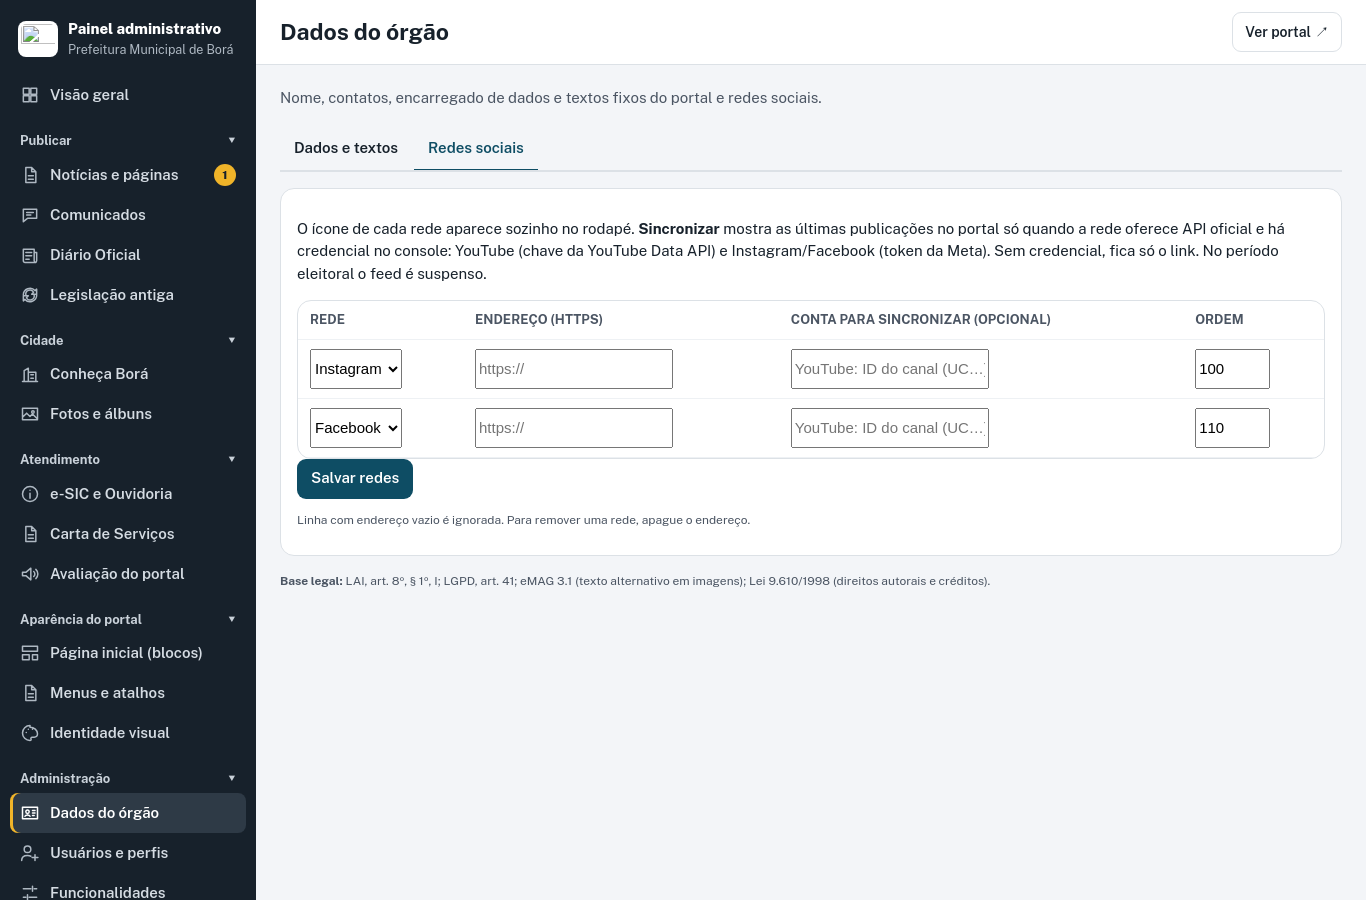 Painel administrativo
Prefeitura Municipal de Borá
Visão geral
Publicar
Notícias e páginas 1
Comunicados
Diário Oficial
Legislação antiga
Cidade
Conheça Borá
Fotos e álbuns
Atendimento
e-SIC e Ouvidoria
Carta de Serviços
Avaliação do portal
Aparência do portal
Página inicial (blocos)
Menus e atalhos
Identidade visual
Administração
Dados do órgão
Usuários e perfis
Funcionalidades
Dados do órgão
Ver portal ↗
Nome, contatos, encarregado de dados e textos fixos do portal e redes sociais.
Dados e textos Redes sociais
O ícone de cada rede aparece sozinho no rodapé. Sincronizar mostra as últimas publicações no portal só quando a rede oferece API oficial e há
credencial no console: YouTube (chave da YouTube Data API) e Instagram/Facebook (token da Meta). Sem credencial, fica só o link. No período
eleitoral o feed é suspenso.
REDE ENDEREÇO (HTTPS) CONTA PARA SINCRONIZAR (OPCIONAL) ORDEM
Instagram https:// YouTube: ID do canal (UC… 100
Facebook https:// YouTube: ID do canal (UC… 110
Salvar redes
Linha com endereço vazio é ignorada. Para remover uma rede, apague o endereço.
Base legal: LAI, art. 8º, § 1º, I; LGPD, art. 41; eMAG 3.1 (texto alternativo em imagens); Lei 9.610/1998 (direitos autorais e créditos).